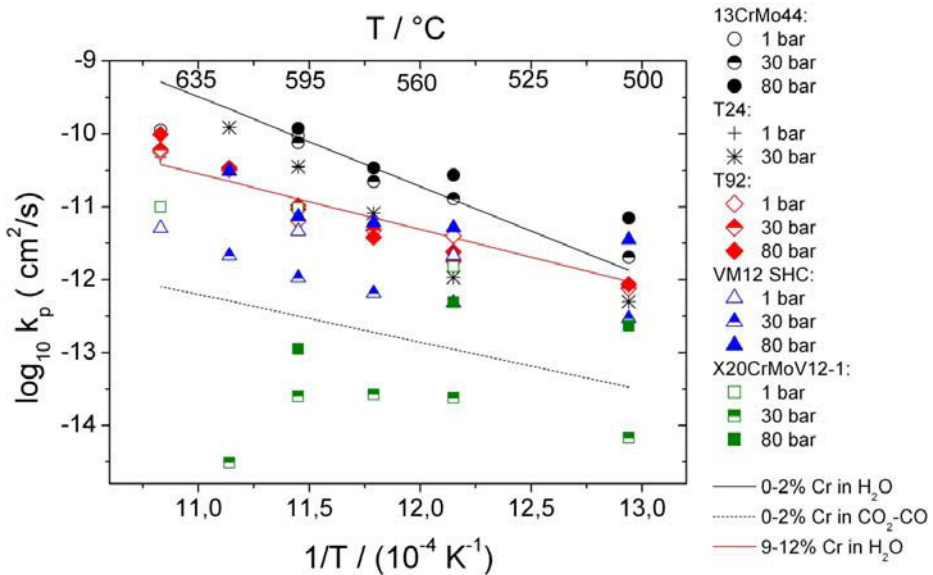 T / °C
635 595 560 525 500
-9
-10
-11
-12
-13
-14
log₁₀ kₚ ( cm²/s)
11,0 11,5 12,0 12,5 13,0
1/T / (10⁻⁴ K⁻¹)
13CrMo44:
1 bar
30 bar
80 bar
T24:
1 bar
30 bar
T92:
1 bar
30 bar
80 bar
VM12 SHC:
1 bar
30 bar
80 bar
X20CrMoV12-1:
1 bar
30 bar
80 bar
0-2% Cr in H₂O
0-2% Cr in CO₂-CO
9-12% Cr in H₂O